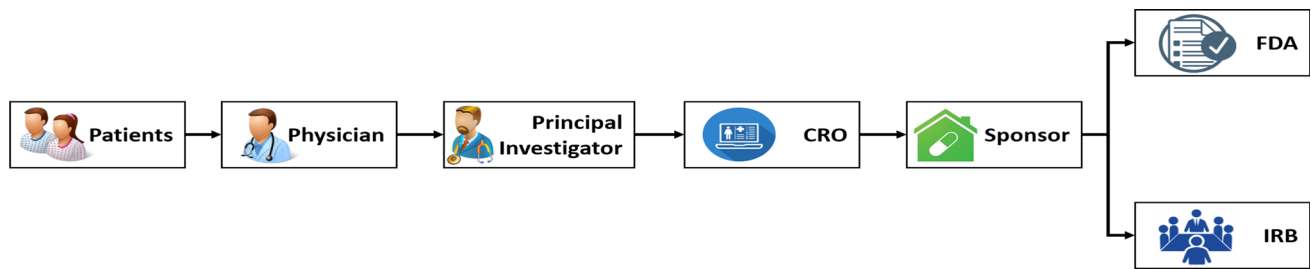 Patients
Physician
Principal
Investigator
CRO
Sponsor
FDA
IRB